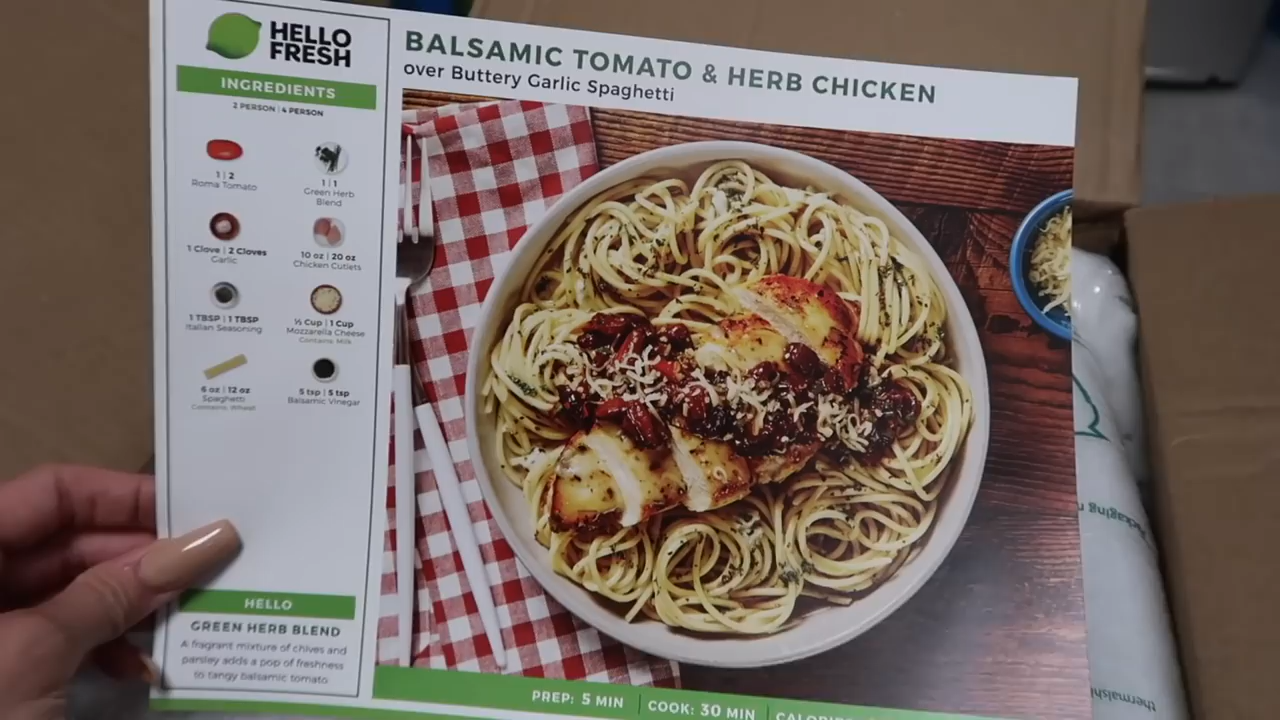 HELLO
FRESH
INGREDIENTS
2 PERSON | 4 PERSON
1 | 2
Roma Tomato
1 | 1
Green Herb
Blend
1 Clove | 2 Cloves
Garlic
10 oz | 20 oz
Chicken Cutlets
1 TBSP | 1 TBSP
Italian Seasoning
½ Cup | 1 Cup
Mozzarella Cheese
Contains: Milk
6 oz | 12 oz
Spaghetti
Contains: Wheat
5 tsp | 5 tsp
Balsamic Vinegar
HELLO
GREEN HERB BLEND
A fragrant mixture of chives and
parsley adds a pop of freshness
to tangy balsamic tomato.
BALSAMIC TOMATO & HERB CHICKEN
over Buttery Garlic Spaghetti
PREP: 5 MIN | COOK: 30 MIN |